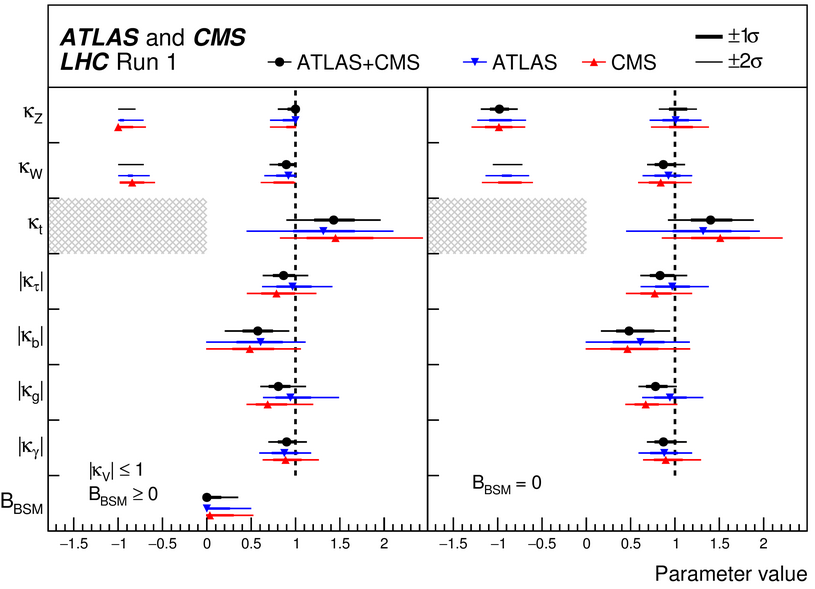 ATLAS and CMS
LHC Run 1
ATLAS+CMS ATLAS CMS
±1σ
±2σ
κZ
κW
κt
|κτ|
|κb|
|κg|
|κγ|
BBSM
|κV| ≤ 1
BBSM ≥ 0
BBSM = 0
−1.5 −1 −0.5 0 0.5 1 1.5 2
−1.5 −1 −0.5 0 0.5 1 1.5 2
Parameter value